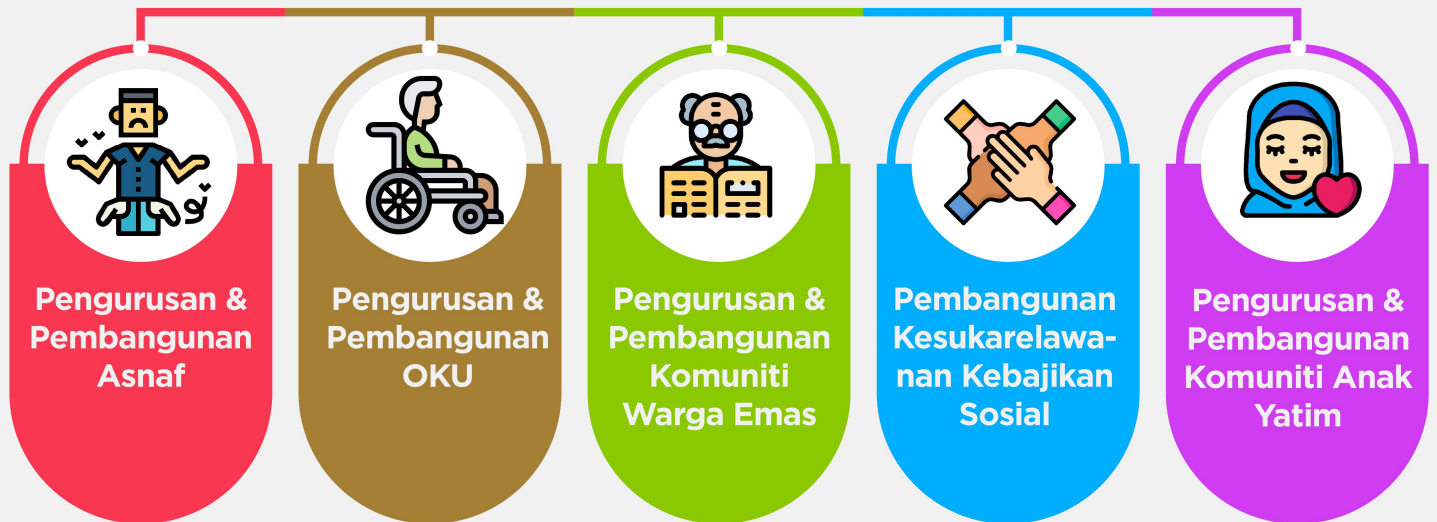 Pengurusan &
Pembangunan
Asnaf
Pengurusan &
Pembangunan
OKU
Pengurusan &
Pembangunan
Komuniti
Warga Emas
Pembangunan
Kesukarelawa-
nan Kebajikan
Sosial
Pengurusan &
Pembangunan
Komuniti Anak
Yatim